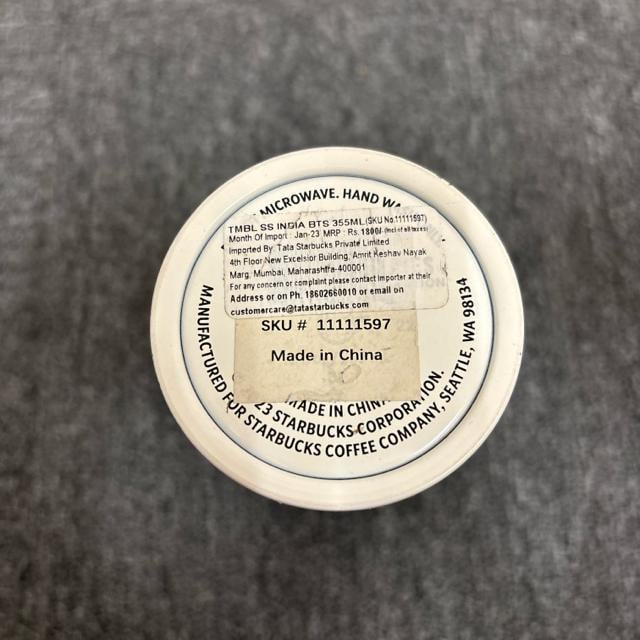 MICROWAVE. HAND
TMBL SS INDIA BTS 355ML(SKU No.11111597)
Month Of Import : Jan-23 MRP : Rs. 1800/- (Incl of all taxes)
Imported By: Tata Starbucks Private Limited
4th Floor New Excelsior Building, Amrit Keshav Nayak
Marg, Mumbai, Maharashtra-400001
For any concern or complaint please contact Importer at their
Address or on Ph. 18602660010 or email on
customercare@tatastarbucks.com
SKU # 11111597
Made in China
MADE IN CHINA
23 STARBUCKS CORPORATION.
MANUFACTURED FOR STARBUCKS COFFEE COMPANY, SEATTLE, WA 98134